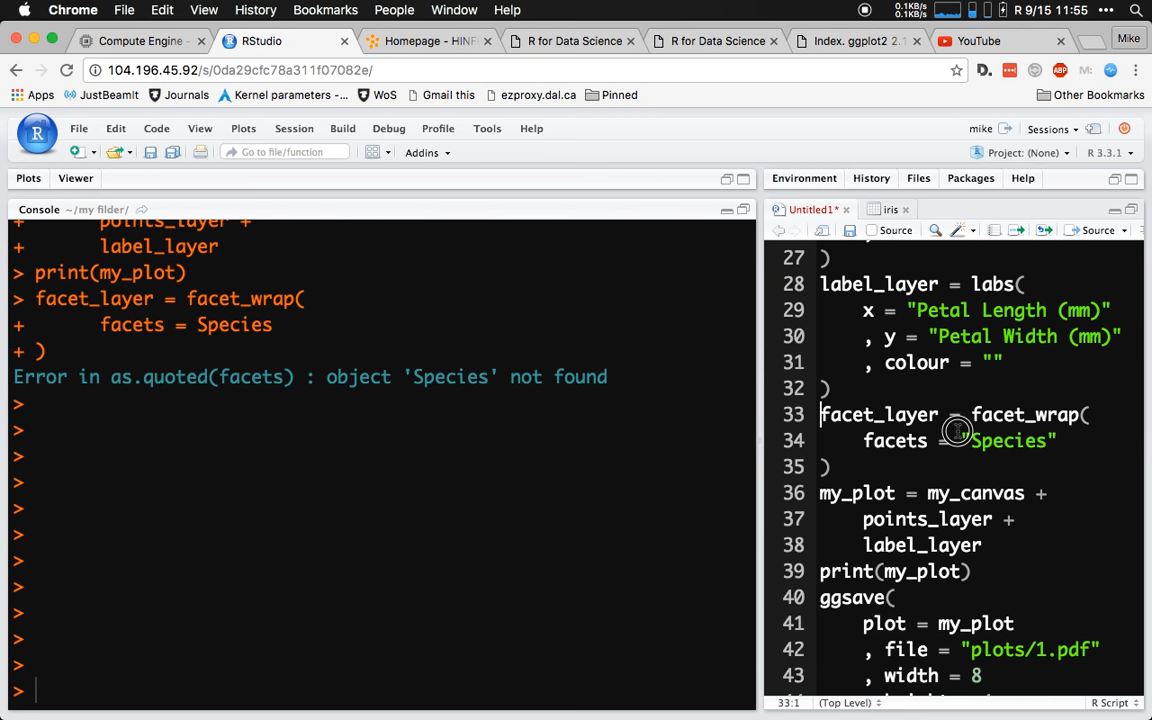 Chrome File Edit View History Bookmarks People Window Help 0.1KB/s 0.1KB/s R 9/15 11:55
Compute Engine - RStudio Homepage - HINF R for Data Science R for Data Science Index. ggplot2 2.1 YouTube Mike
104.196.45.92/s/0da29cfc78a311f07082e/ D. ABP M:
Apps JustBeamIt Journals Kernel parameters -... WoS Gmail this ezproxy.dal.ca Pinned Other Bookmarks
R File Edit Code View Plots Session Build Debug Profile Tools Help mike Sessions
Go to file/function Addins Project: (None) R 3.3.1
Plots Viewer Environment History Files Packages Help
Console ~/my filder/
+ points_layer +
+ label_layer
> print(my_plot)
> facet_layer = facet_wrap(
+ facets = Species
+ )
Error in as.quoted(facets) : object 'Species' not found
>
>
>
>
>
>
>
>
>
>
>
>
Untitled1* iris
Source Source
27 )
28 label_layer = labs(
29 x = "Petal Length (mm)"
30 , y = "Petal Width (mm)"
31 , colour = ""
32 )
33 facet_layer = facet_wrap(
34 facets = "Species"
35 )
36 my_plot = my_canvas +
37 points_layer +
38 label_layer
39 print(my_plot)
40 ggsave(
41 plot = my_plot
42 , file = "plots/1.pdf"
43 , width = 8
33:1 (Top Level) R Script